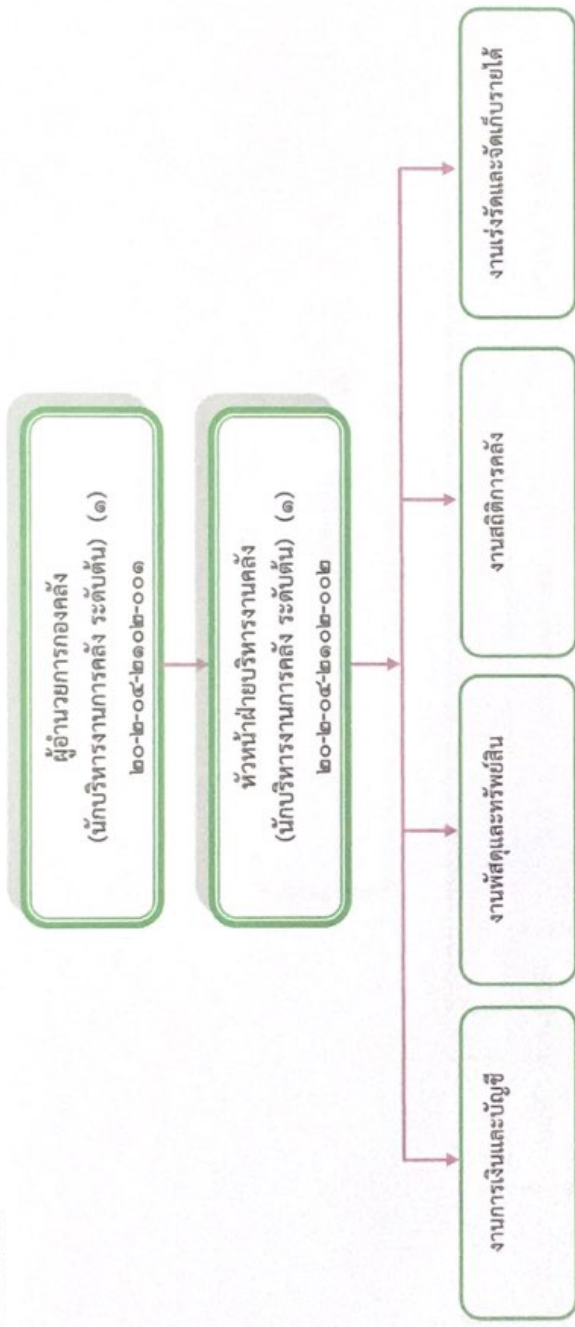 ผู้อำนวยการกองคลัง
(นักบริหารงานการคลัง ระดับต้น) (๑)
๒๐-๒-๐๔-๒๑๐๒-๐๐๑
หัวหน้าฝ่ายบริหารงานคลัง
(นักบริหารงานการคลัง ระดับต้น) (๑)
๒๐-๒-๐๔-๒๑๐๒-๐๐๒
งานการเงินและบัญชี
งานพัสดุและทรัพย์สิน
งานสถิติการคลัง
งานเร่งรัดและจัดเก็บรายได้